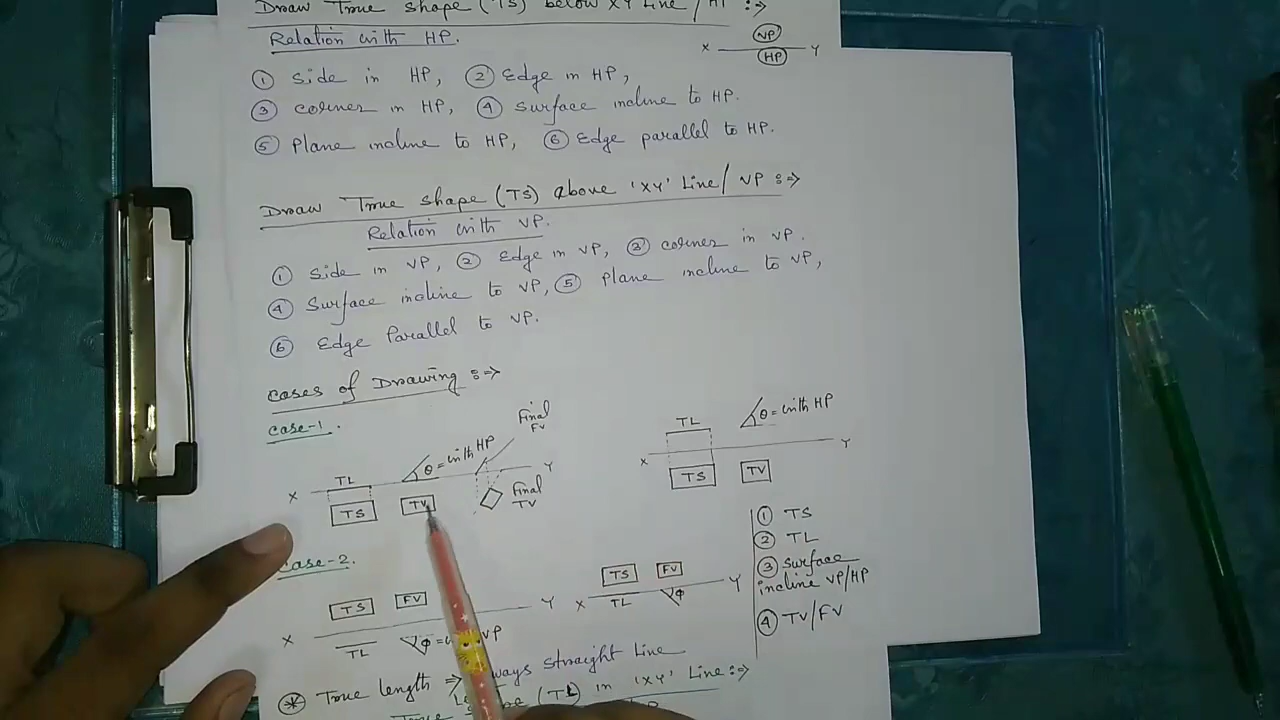 Draw True shape (TS) below XY Line /
Relation with HP.
VP
X Y
HP
① Side in HP, ② Edge in HP,
③ corner in HP, ④ Surface incline to HP.
⑤ Plane incline to HP, ⑥ Edge parallel to HP.
Draw True shape (TS) above 'XY' Line / VP :⇒
Relation with VP.
① Side in VP, ② Edge in VP, ③ corner in VP.
④ Surface incline to VP, ⑤ Plane incline to VP,
⑥ Edge Parallel to VP.
Cases of Drawing :⇒
Case-1.
TL θ = with HP Final FV
X Y
TS TV Final TV
TL θ = with HP
X Y
TS TV
Case-2.
TS FV
X Y
TL φ = VP
TS FV
X Y
TL φ
① TS
② TL
③ Surface
incline VP/HP
④ TV/FV
✱ True length ⇒ straight Line
(TL) in 'XY' Line :⇒